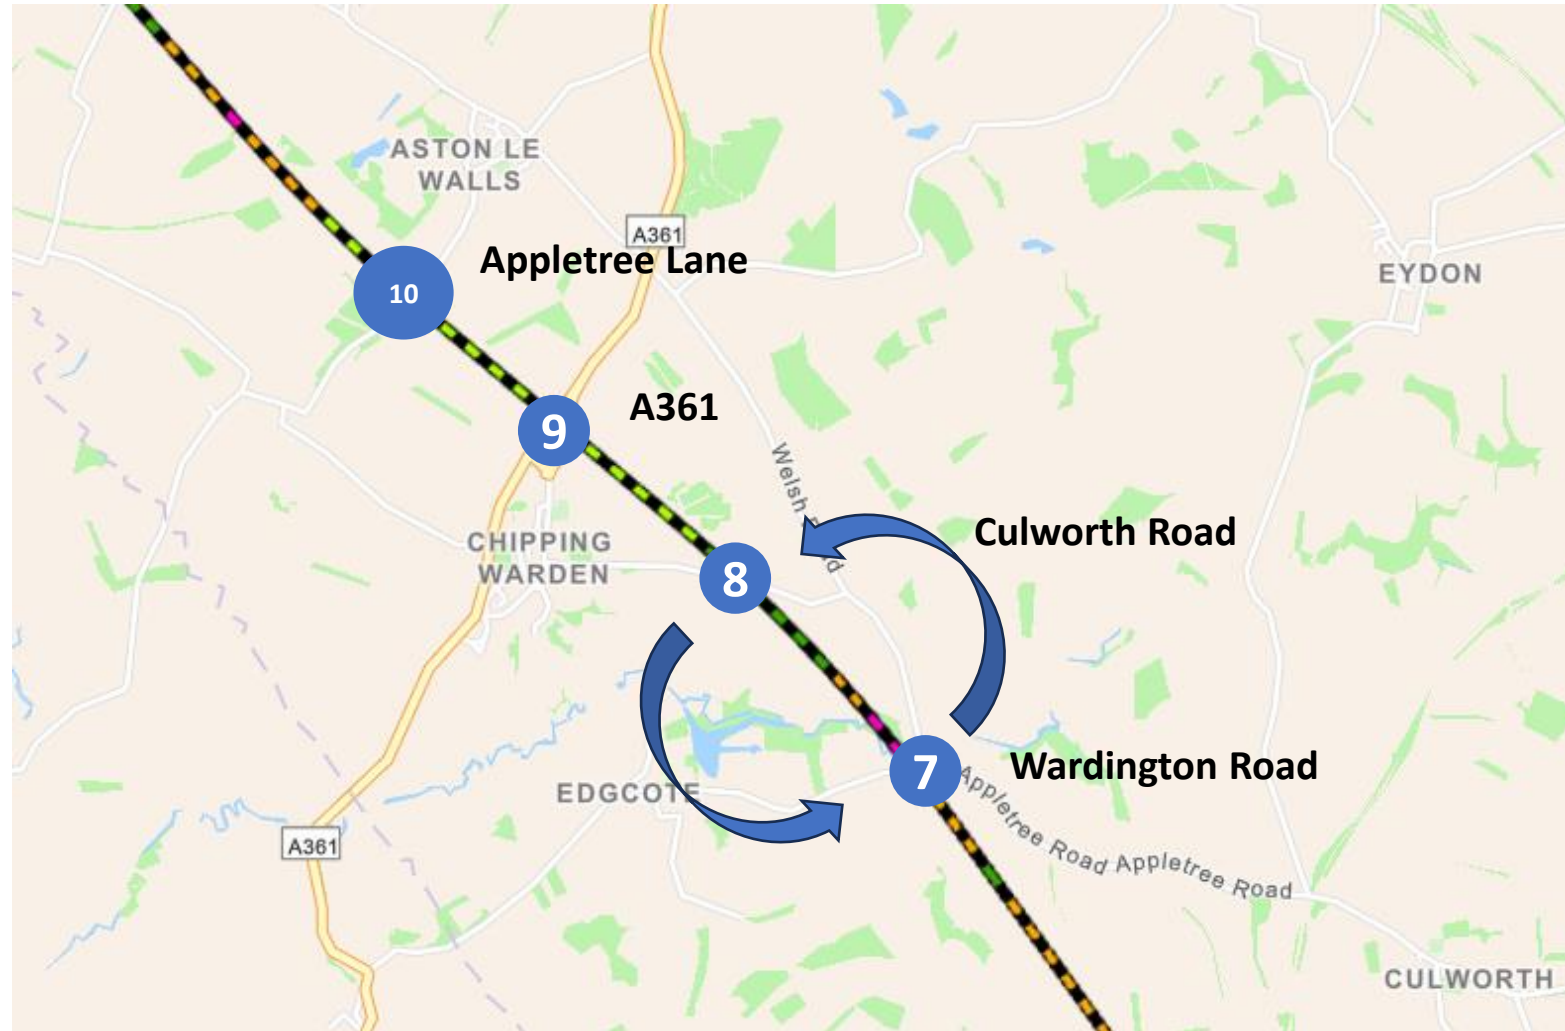 ASTON LE
WALLS
A361
Appletree Lane
EYDON
10
A361
9
Welsh Road
Culworth Road
CHIPPING
WARDEN
8
Wardington Road
7
EDGCOTE
Appletree Road Appletree Road
A361
CULWORTH